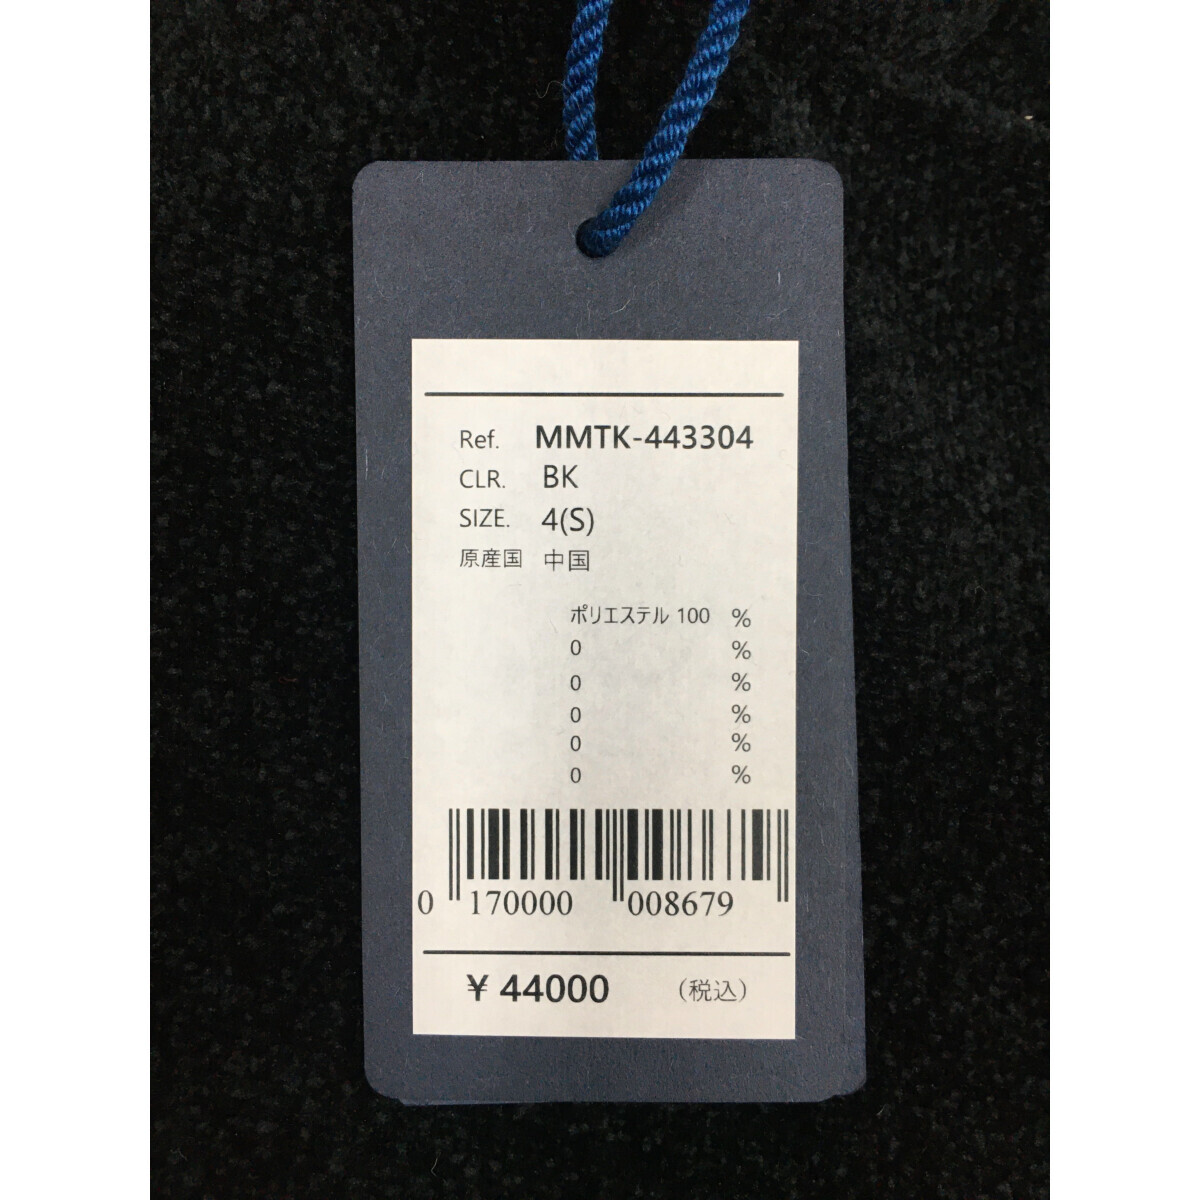 Ref. MMTK-443304
CLR. BK
SIZE. 4(S)
原産国 中国
ポリエステル 100 %
0 %
0 %
0 %
0 %
0 %
0 170000 008679
¥ 44000 (税込)